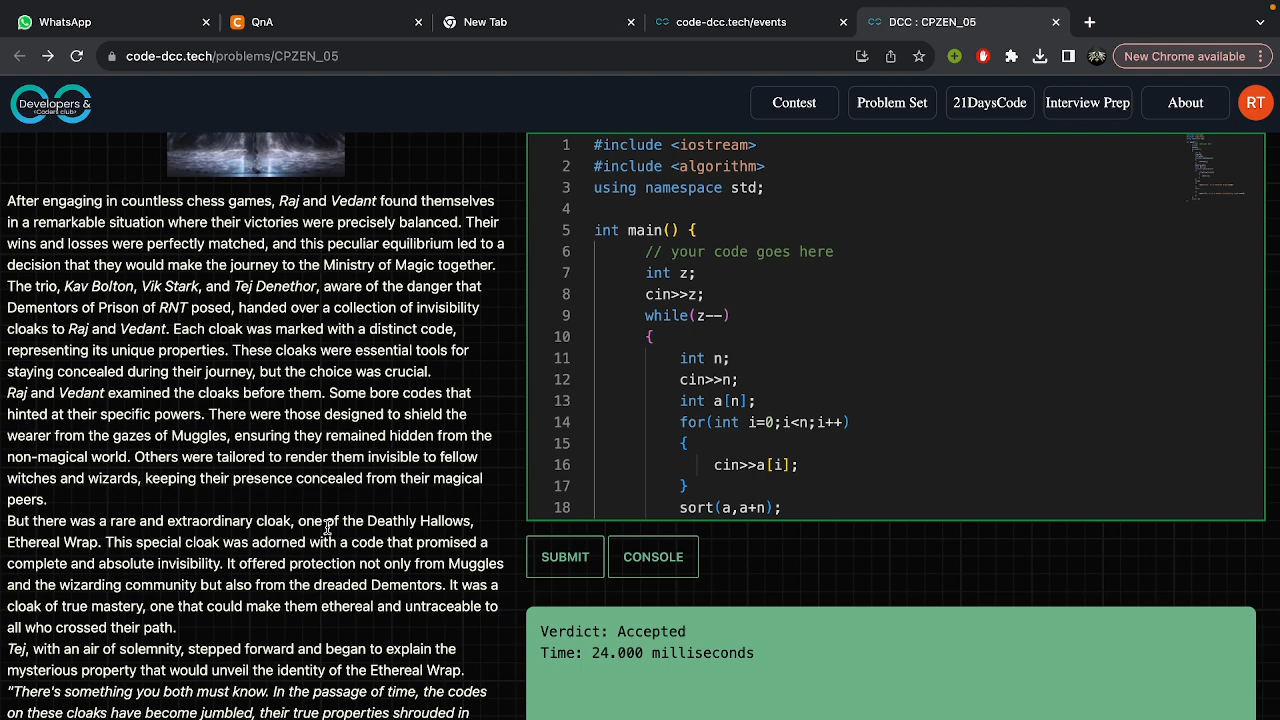 WhatsApp
QnA
New Tab
code-dcc.tech/events
DCC : CPZEN_05
code-dcc.tech/problems/CPZEN_05
New Chrome available
Developers &
<Coders club>
Contest
Problem Set
21DaysCode
Interview Prep
About
RT
After engaging in countless chess games, Raj and Vedant found themselves
in a remarkable situation where their victories were precisely balanced. Their
wins and losses were perfectly matched, and this peculiar equilibrium led to a
decision that they would make the journey to the Ministry of Magic together.
The trio, Kav Bolton, Vik Stark, and Tej Denethor, aware of the danger that
Dementors of Prison of RNT posed, handed over a collection of invisibility
cloaks to Raj and Vedant. Each cloak was marked with a distinct code,
representing its unique properties. These cloaks were essential tools for
staying concealed during their journey, but the choice was crucial.
Raj and Vedant examined the cloaks before them. Some bore codes that
hinted at their specific powers. There were those designed to shield the
wearer from the gazes of Muggles, ensuring they remained hidden from the
non-magical world. Others were tailored to render them invisible to fellow
witches and wizards, keeping their presence concealed from their magical
peers.
But there was a rare and extraordinary cloak, one of the Deathly Hallows,
Ethereal Wrap. This special cloak was adorned with a code that promised a
complete and absolute invisibility. It offered protection not only from Muggles
and the wizarding community but also from the dreaded Dementors. It was a
cloak of true mastery, one that could make them ethereal and untraceable to
all who crossed their path.
Tej, with an air of solemnity, stepped forward and began to explain the
mysterious property that would unveil the identity of the Ethereal Wrap.
"There's something you both must know. In the passage of time, the codes
on these cloaks have become jumbled, their true properties shrouded in
1 #include <iostream>
2 #include <algorithm>
3 using namespace std;
4
5 int main() {
6 // your code goes here
7 int z;
8 cin>>z;
9 while(z--)
10 {
11 int n;
12 cin>>n;
13 int a[n];
14 for(int i=0;i<n;i++)
15 {
16 cin>>a[i];
17 }
18 sort(a,a+n);
SUBMIT
CONSOLE
Verdict: Accepted
Time: 24.000 milliseconds